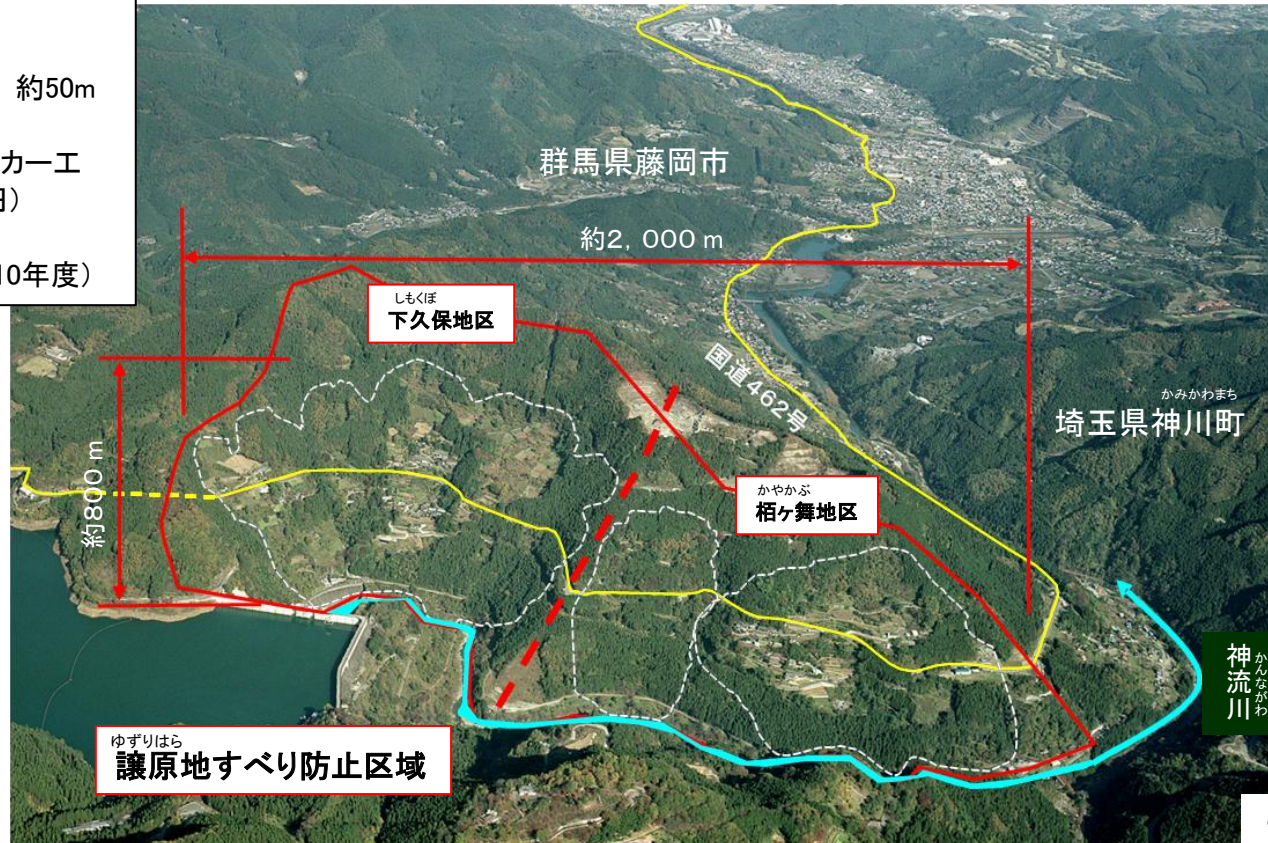 約50m
カー工
円）
10年度）
群馬県藤岡市
約2，000ｍ
しもくぼ
下久保地区
国道462号
かみかわまち
埼玉県神川町
約800ｍ
かやかぶ
栢ヶ舞地区
かんながわ
神流川
ゆずりはら
譲原地すべり防止区域